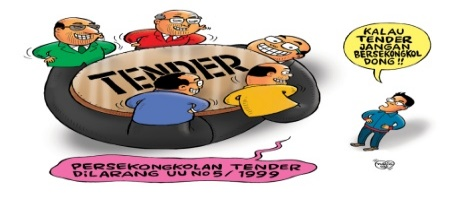 TENDER
KALAU
TENDER
JANGAN
BERSEKONGKOL
DONG !!
PERSEKONGKOLAN TENDER
DiLARANG UU NO 5 / 1999